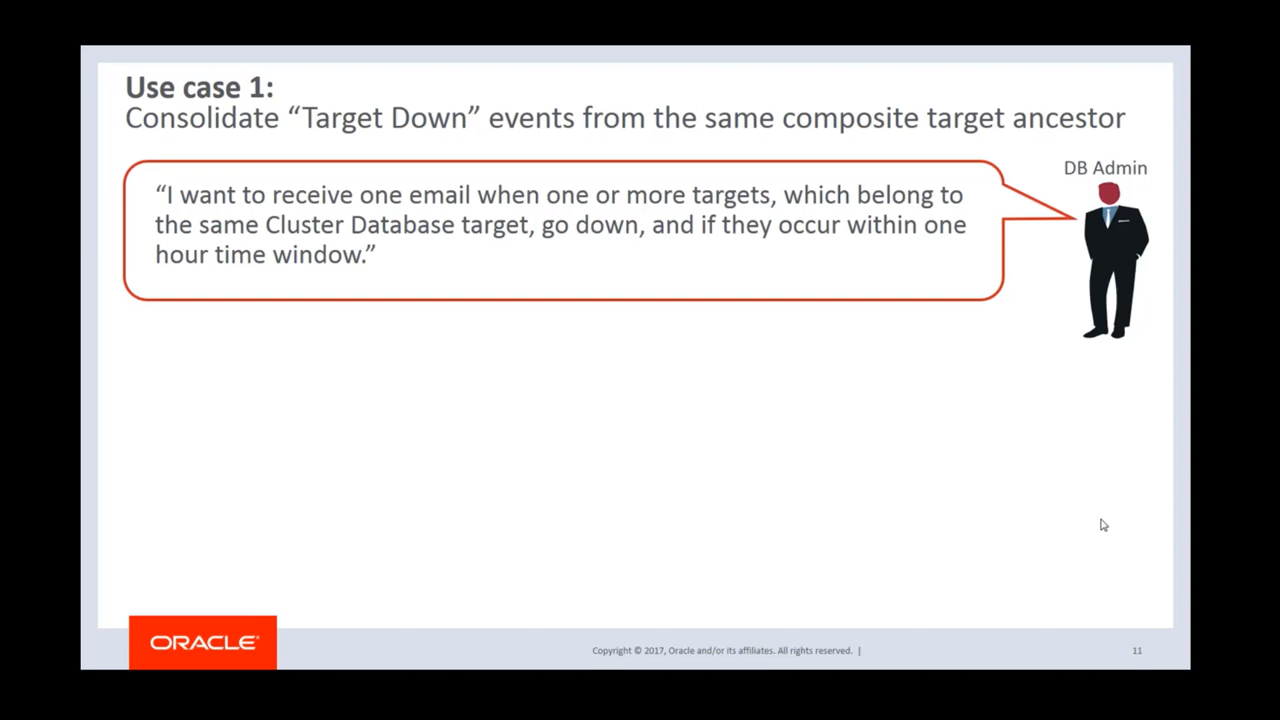 Use case 1:
Consolidate “Target Down” events from the same composite target ancestor
DB Admin
“I want to receive one email when one or more targets, which belong to
the same Cluster Database target, go down, and if they occur within one
hour time window.”
ORACLE®
Copyright © 2017, Oracle and/or its affiliates. All rights reserved. |
11